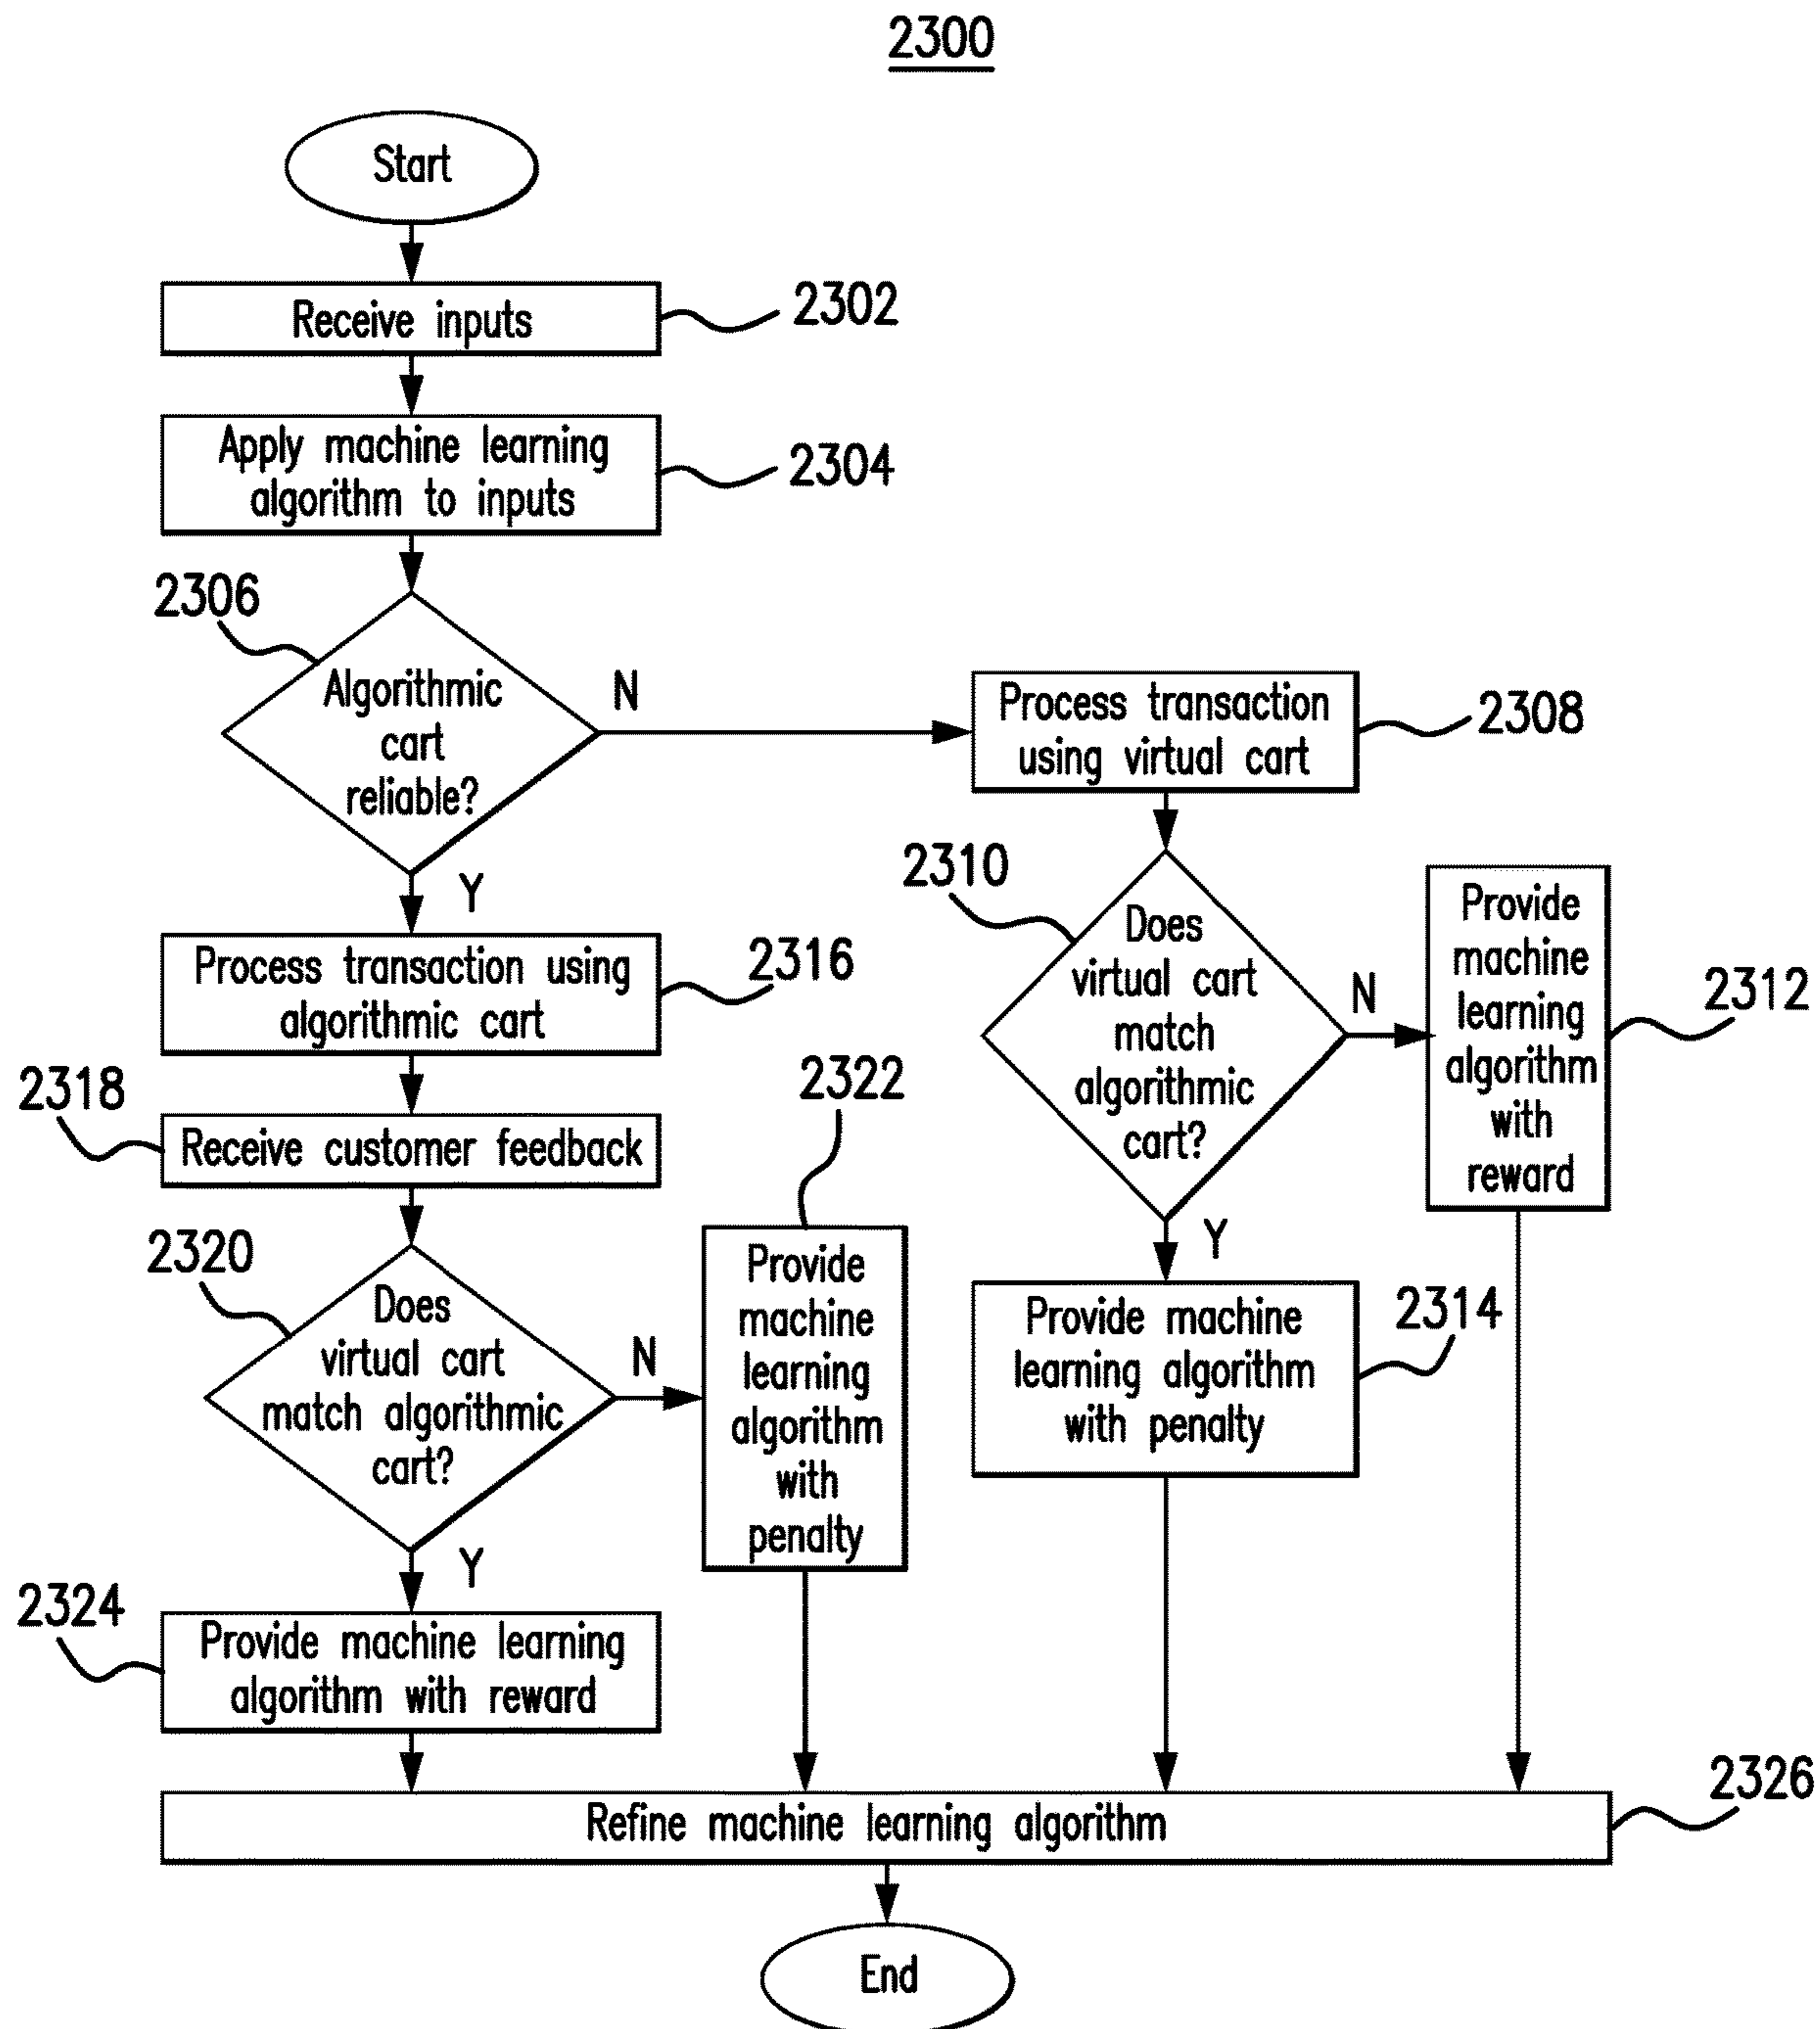 2300
Start
Receive inputs
2302
Apply machine learning
algorithm to inputs
2304
2306
Algorithmic
cart
reliable?
N
Y
Process transaction
using virtual cart
2308
2310
Does
virtual cart
match
algorithmic
cart?
N
Y
Provide
machine
learning
algorithm
with
reward
2312
Process transaction using
algorithmic cart
2316
2318
Receive customer feedback
2320
Does
virtual cart
match algorithmic
cart?
N
Y
2322
Provide
machine
learning
algorithm
with
penalty
Provide machine
learning algorithm
with penalty
2314
2324
Provide machine learning
algorithm with reward
Refine machine learning algorithm
2326
End